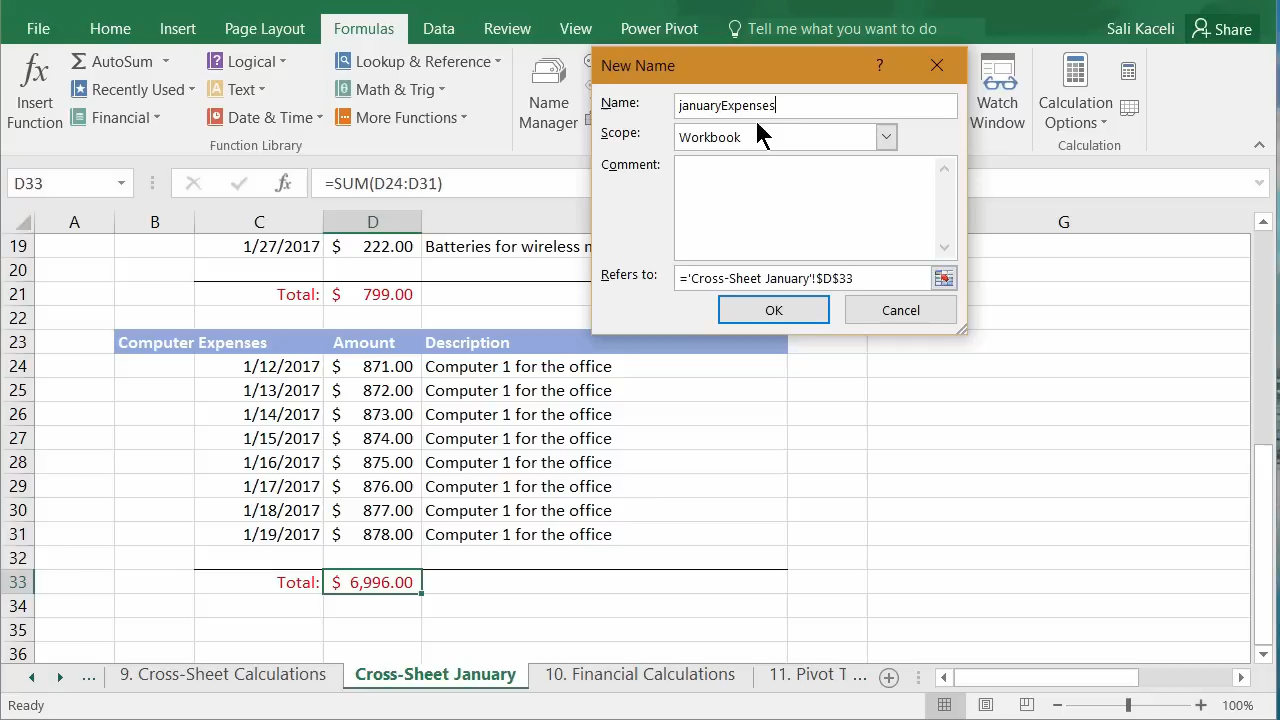 File Home Insert Page Layout Formulas Data Review View Power Pivot Tell me what you want to do Sali Kaceli Share
New Name ?
Insert Function
AutoSum
Recently Used
Financial
Logical
Text
Date & Time
Lookup & Reference
Math & Trig
More Functions
Function Library
Name Manager
Watch Window
Calculation Options
Calculation
Name: januaryExpenses
Scope: Workbook
Comment:
Refers to: ='Cross-Sheet January'!$D$33
OK Cancel
D33 fx =SUM(D24:D31)
A B C D G
19 1/27/2017 $ 222.00 Batteries for wireless
20
21 Total: $ 799.00
22
23 Computer Expenses Amount Description
24 1/12/2017 $ 871.00 Computer 1 for the office
25 1/13/2017 $ 872.00 Computer 1 for the office
26 1/14/2017 $ 873.00 Computer 1 for the office
27 1/15/2017 $ 874.00 Computer 1 for the office
28 1/16/2017 $ 875.00 Computer 1 for the office
29 1/17/2017 $ 876.00 Computer 1 for the office
30 1/18/2017 $ 877.00 Computer 1 for the office
31 1/19/2017 $ 878.00 Computer 1 for the office
32
33 Total: $ 6,996.00
34
35
36
... 9. Cross-Sheet Calculations Cross-Sheet January 10. Financial Calculations 11. Pivot T ...
Ready 100%